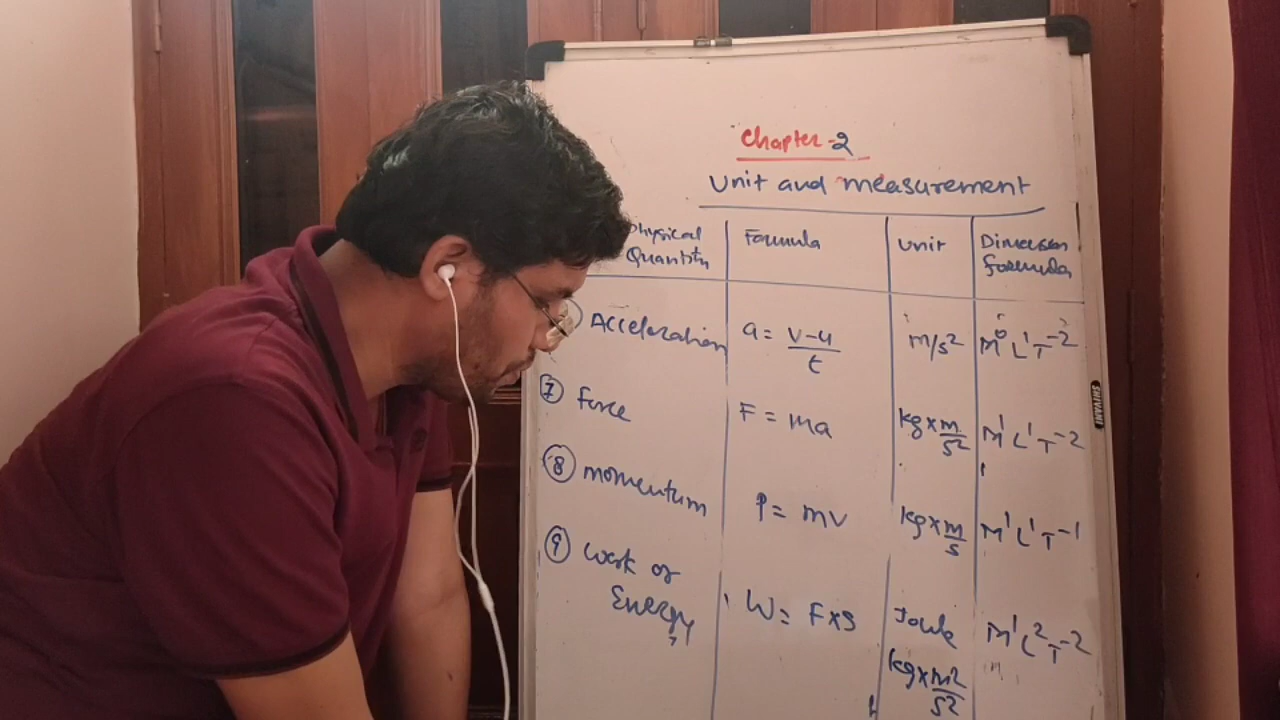 Chapter-2
Unit and measurement
Physical Quantity | Formula | Unit | Dimension formula
Acceleration | a = v-u/t | m/s² | M⁰L¹T⁻²
⑦ Force | F = ma | kg×m/s² | M¹L¹T⁻²
⑧ momentum | P = mv | kg×m/s | M¹L¹T⁻¹
⑨ Work or Energy | W = F×S | Joule kg×m²/s² | M¹L²T⁻²
SHIVANI